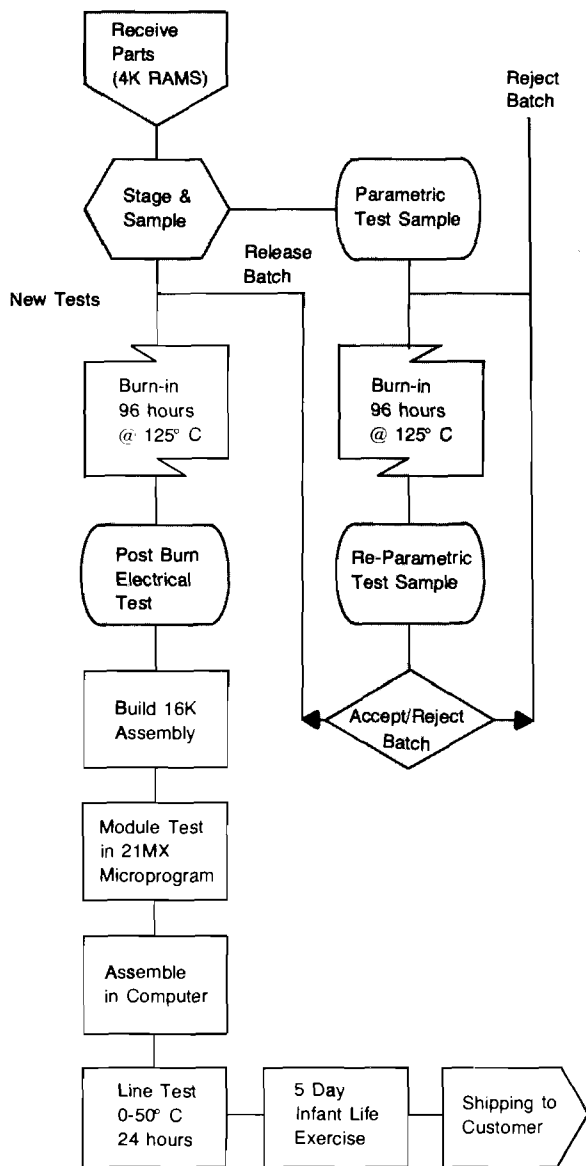 Receive
Parts
(4K RAMS)
Reject
Batch
Stage &
Sample
Parametric
Test Sample
Release
Batch
New Tests
Burn-in
96 hours
@ 125° C
Burn-in
96 hours
@ 125° C
Post Burn
Electrical
Test
Re-Parametric
Test Sample
Build 16K
Assembly
Accept/Reject
Batch
Module Test
in 21MX
Microprogram
Assemble
in Computer
Line Test
0-50° C
24 hours
5 Day
Infant Life
Exercise
Shipping to
Customer